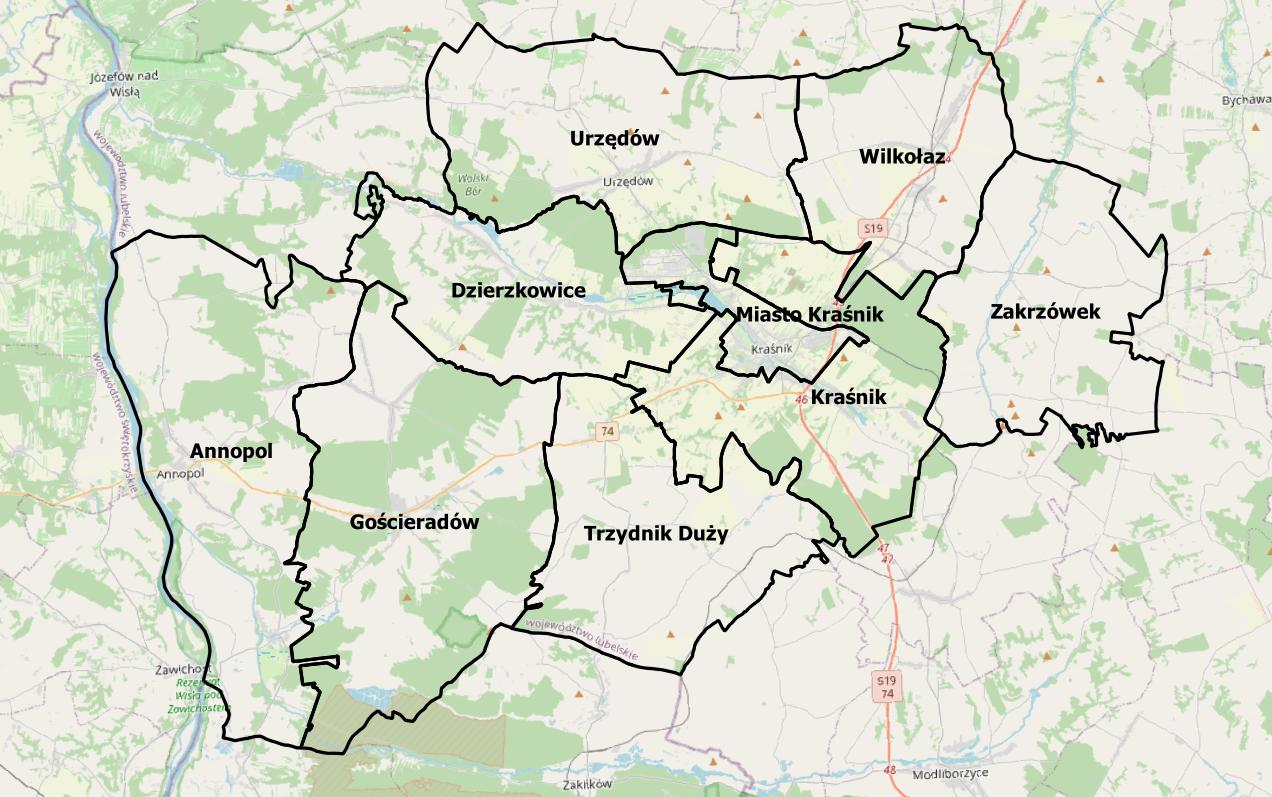 Józefów nad
Wisłą
Bychawa
Urzędów
Wilkołaz
Wolski
Bór
Urzędów
województwo lubelskie
S19
Dzierzkowice
Miasto Kraśnik
Zakrzówek
Kraśnik
województwo świętokrzyskie
Kraśnik
46
74
Annopol
Annopol
Gościeradów
Trzydnik Duży
47
47
województwo lubelskie
Zawichost
Rezerwat
Wisła pod
Zawichostem
S19
74
48
Modliborzyce
Zaklików